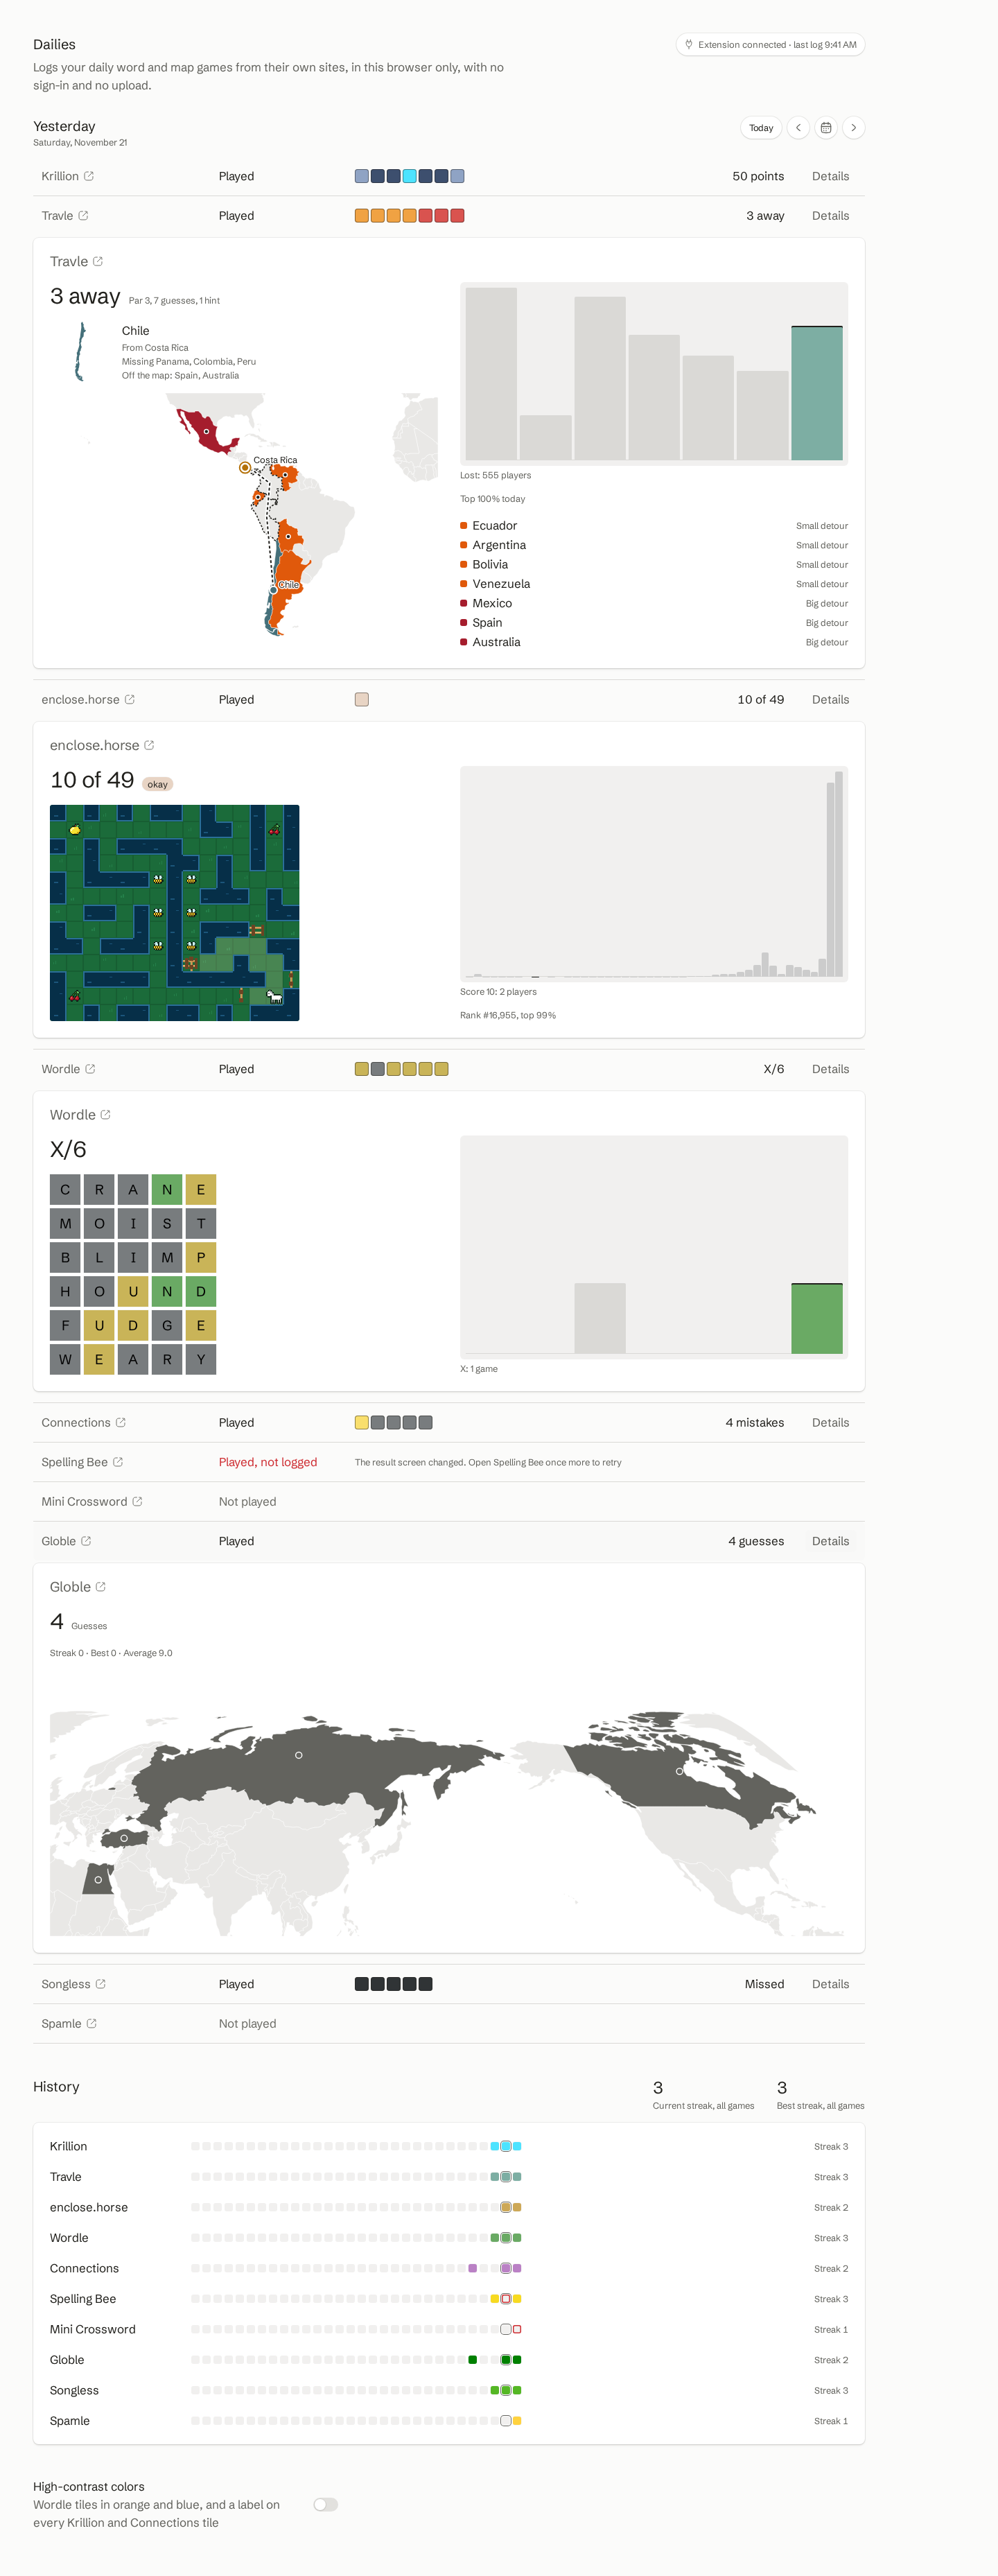 Dailies
Extension connected · last log 9:41 AM
Logs your daily word and map games from their own sites, in this browser only, with no
sign-in and no upload.
Yesterday
Saturday, November 21
Today
Krillion Played 50 points Details
Travle Played 3 away Details
Travle
3 away Par 3, 7 guesses, 1 hint
Chile
From Costa Rica
Missing Panama, Colombia, Peru
Off the map: Spain, Australia
Costa Rica
Chile
Lost: 555 players
Top 100% today
Ecuador Small detour
Argentina Small detour
Bolivia Small detour
Venezuela Small detour
Mexico Big detour
Spain Big detour
Australia Big detour
enclose.horse Played 10 of 49 Details
enclose.horse
10 of 49 okay
Score 10: 2 players
Rank #16,955, top 99%
Wordle Played X/6 Details
Wordle
X/6
C R A N E
M O I S T
B L I M P
H O U N D
F U D G E
W E A R Y
X: 1 game
Connections Played 4 mistakes Details
Spelling Bee Played, not logged The result screen changed. Open Spelling Bee once more to retry
Mini Crossword Not played
Globle Played 4 guesses Details
Globle
4 Guesses
Streak 0 · Best 0 · Average 9.0
Songless Played Missed Details
Spamle Not played
History
3
Current streak, all games
3
Best streak, all games
Krillion Streak 3
Travle Streak 3
enclose.horse Streak 2
Wordle Streak 3
Connections Streak 2
Spelling Bee Streak 3
Mini Crossword Streak 1
Globle Streak 2
Songless Streak 3
Spamle Streak 1
High-contrast colors
Wordle tiles in orange and blue, and a label on
every Krillion and Connections tile